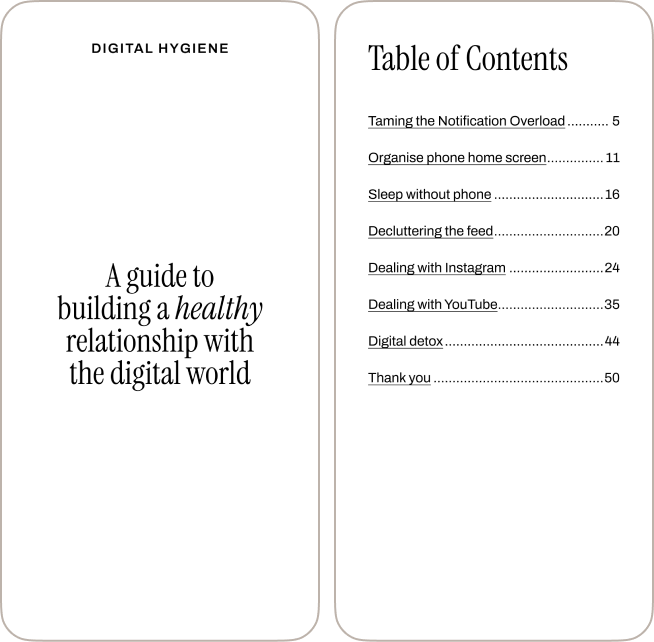 DIGITAL HYGIENE
A guide to
building a healthy
relationship with
the digital world
Table of Contents
Taming the Notification Overload ........... 5
Organise phone home screen............... 11
Sleep without phone ............................. 16
Decluttering the feed.............................20
Dealing with Instagram .........................24
Dealing with YouTube............................35
Digital detox ..........................................44
Thank you .............................................50